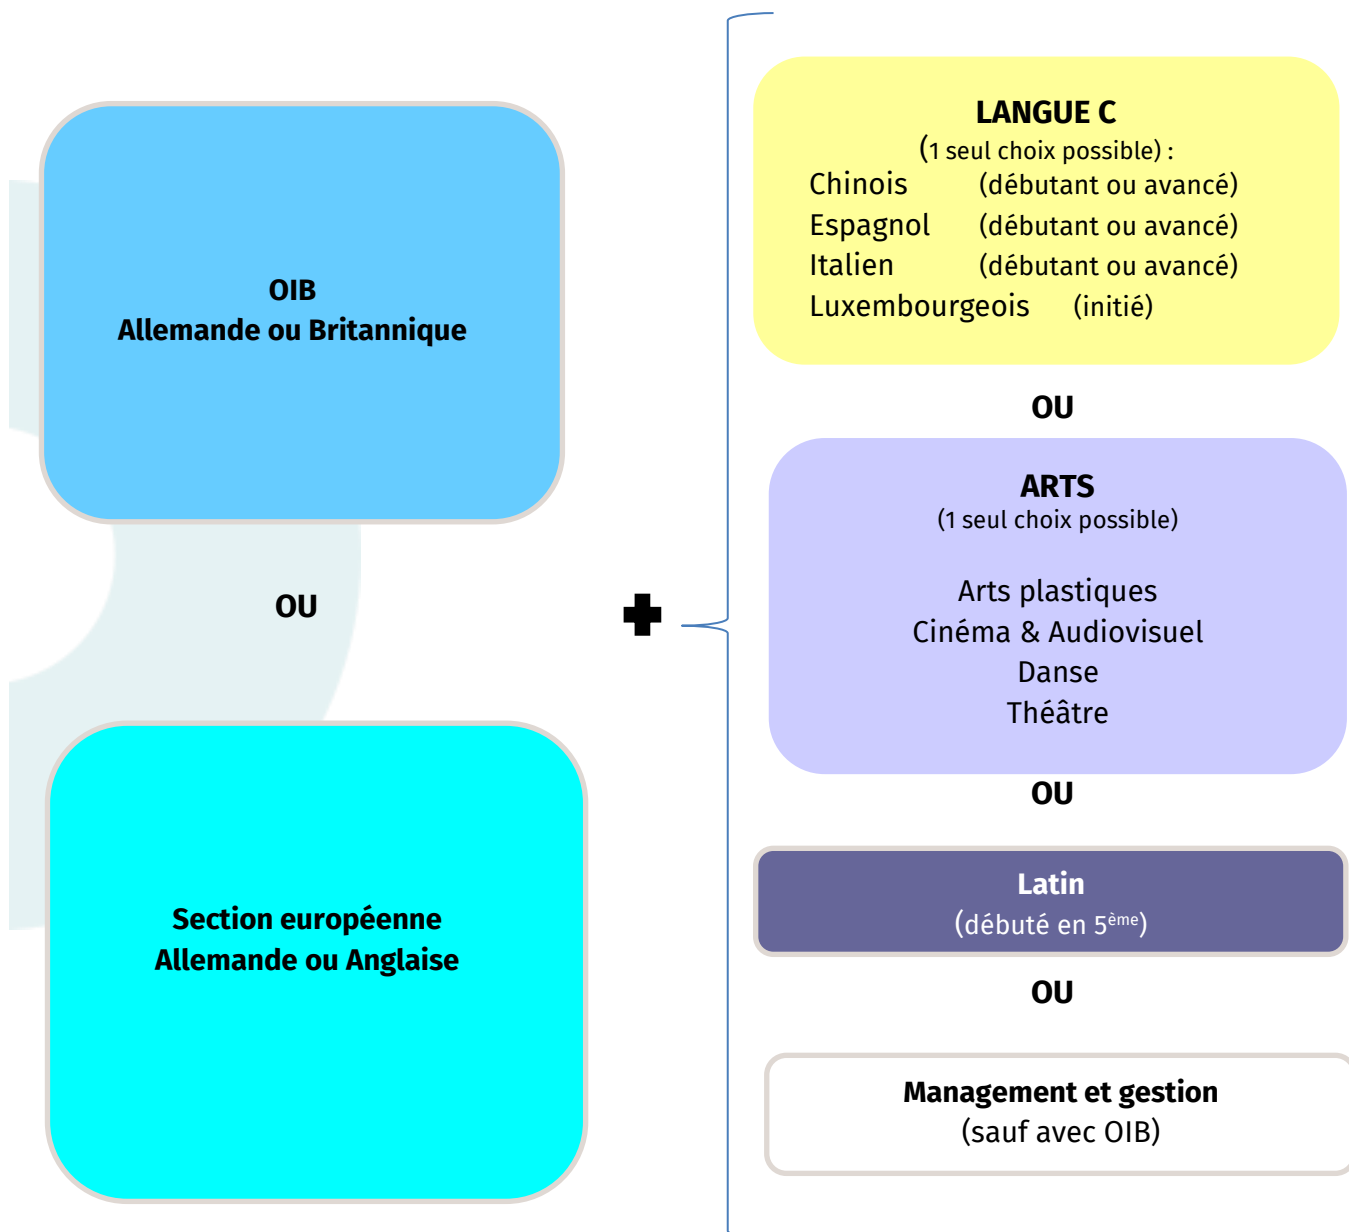 OIB
Allemande ou Britannique
OU
Section européenne
Allemande ou Anglaise
LANGUE C
(1 seul choix possible) :
Chinois (débutant ou avancé)
Espagnol (débutant ou avancé)
Italien (débutant ou avancé)
Luxembourgeois (initié)
OU
ARTS
(1 seul choix possible)
Arts plastiques
Cinéma & Audiovisuel
Danse
Théâtre
OU
Latin
(débuté en 5ème)
OU
Management et gestion
(sauf avec OIB)